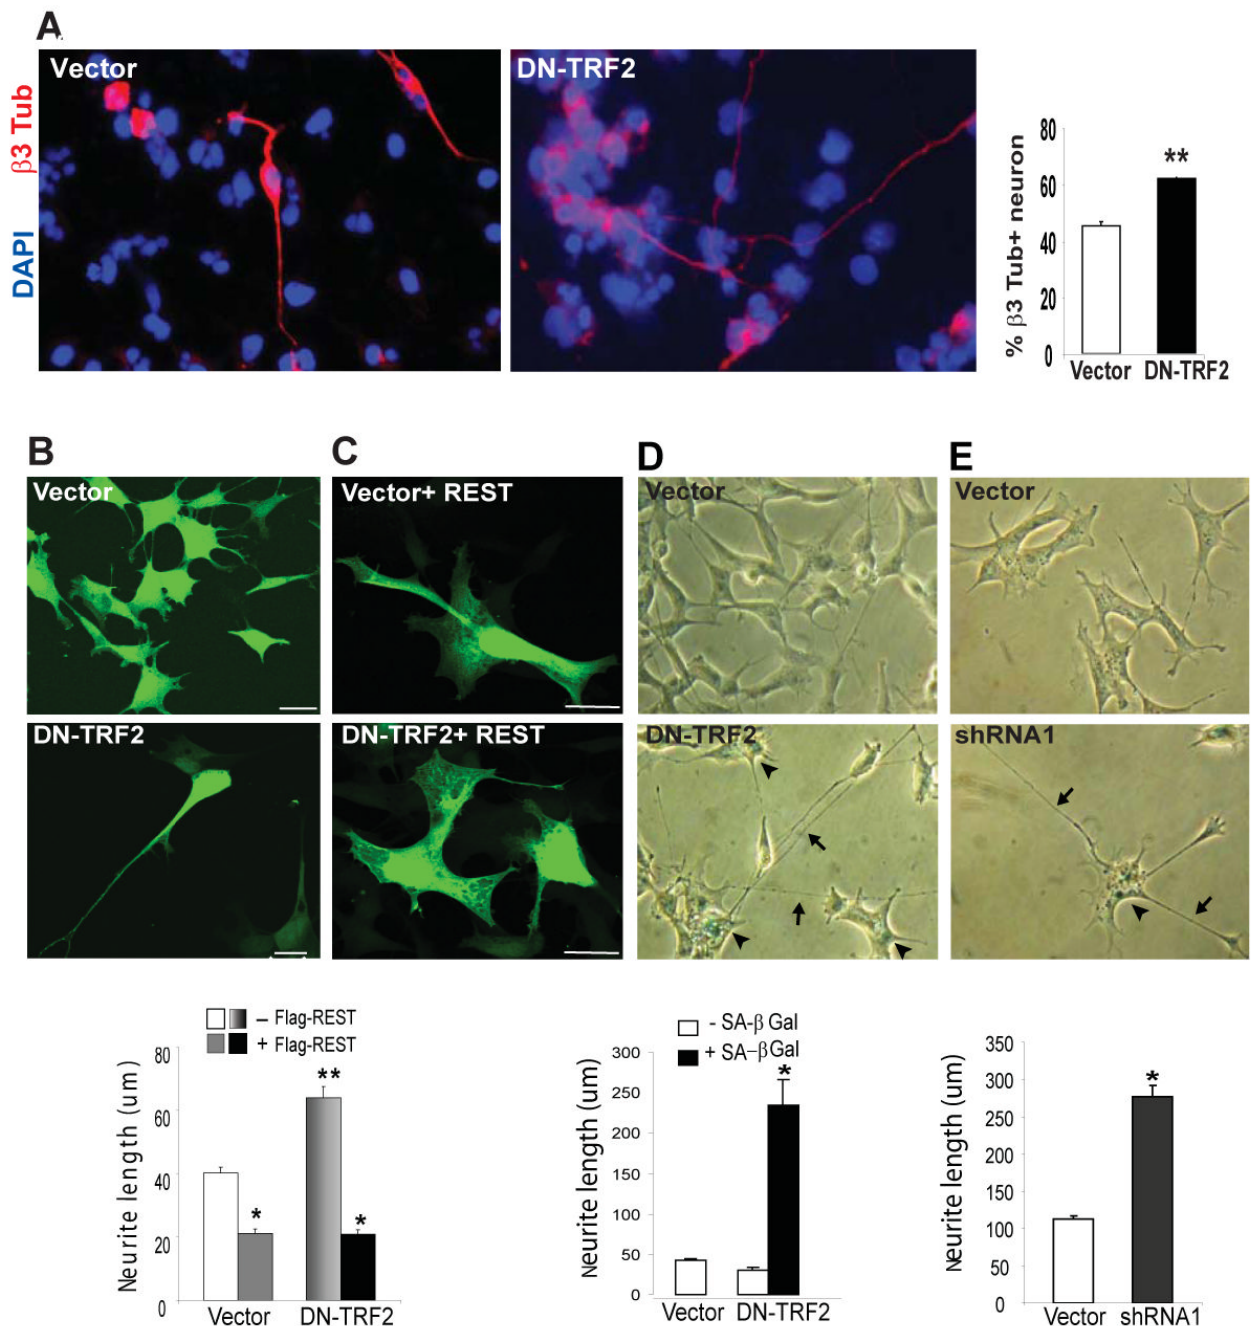 A
β3 Tub
DAPI
Vector
DN-TRF2
% β3 Tub+ neuron
80
60
40
20
0
**
Vector DN-TRF2
B
C
D
E
Vector
Vector+ REST
Vector
Vector
DN-TRF2
DN-TRF2+ REST
DN-TRF2
shRNA1
– Flag-REST
+ Flag-REST
Neurite length (um)
80
60
40
20
0
*
**
*
Vector DN-TRF2
- SA-β Gal
+ SA-βGal
Neurite length (um)
300
250
200
150
100
50
0
*
Vector DN-TRF2
Neurite length (um)
350
300
250
200
150
100
50
0
*
Vector shRNA1